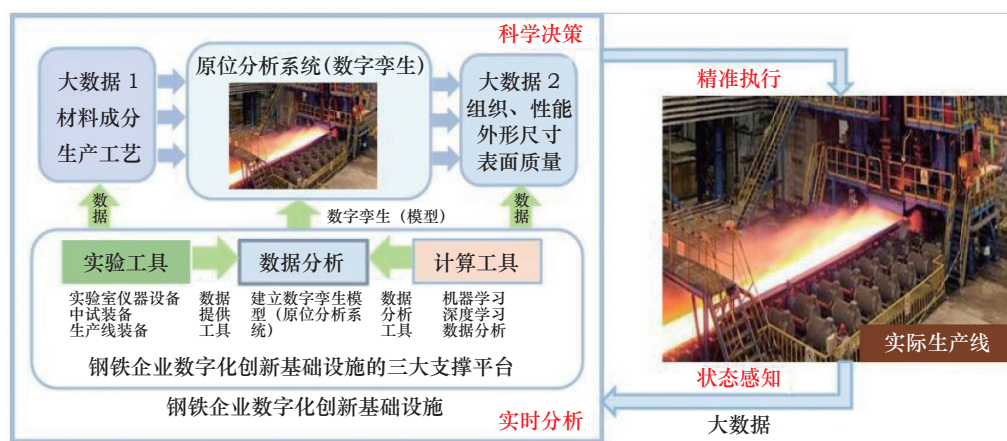 科学决策
原位分析系统(数字孪生)
大数据 1
材料成分
生产工艺
大数据 2
组织、性能
外形尺寸
表面质量
精准执行
数据
数字孪生（模型）
数据
实验工具
数据分析
计算工具
实验室仪器设备
中试装备
生产线装备
数据
提供
工具
建立数字孪生模
型（原位分析系
统）
数据
分析
工具
机器学习
深度学习
数据分析
钢铁企业数字化创新基础设施的三大支撑平台
钢铁企业数字化创新基础设施
实时分析
实际生产线
状态感知
大数据